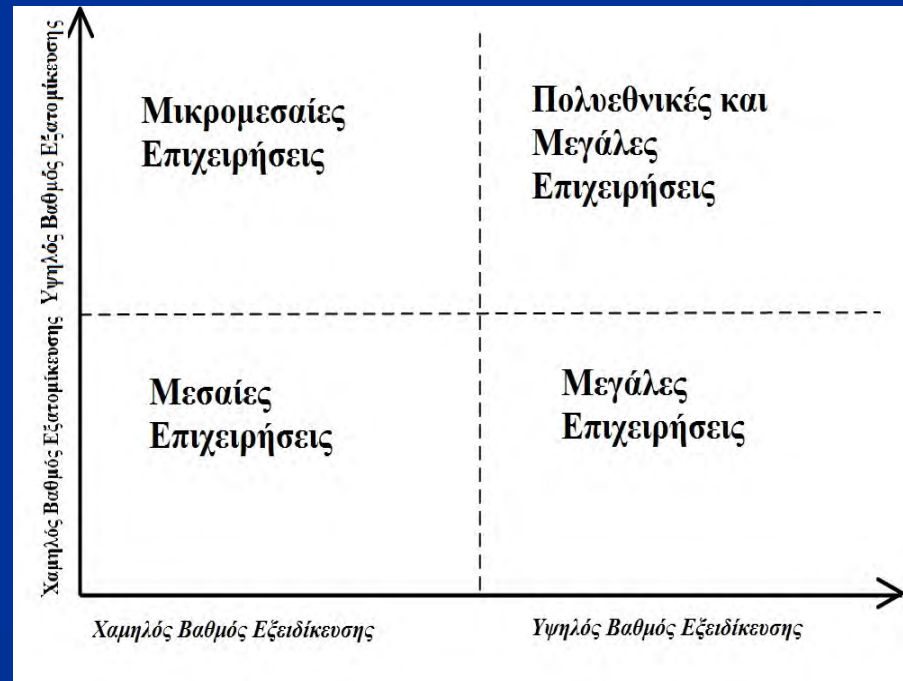 Υψηλός Βαθμός Εξατομίκευσης
Χαμηλός Βαθμός Εξατομίκευσης
Μικρομεσαίες
Επιχειρήσεις
Πολυεθνικές και
Μεγάλες
Επιχειρήσεις
Μεσαίες
Επιχειρήσεις
Μεγάλες
Επιχειρήσεις
Χαμηλός Βαθμός Εξειδίκευσης
Υψηλός Βαθμός Εξειδίκευσης